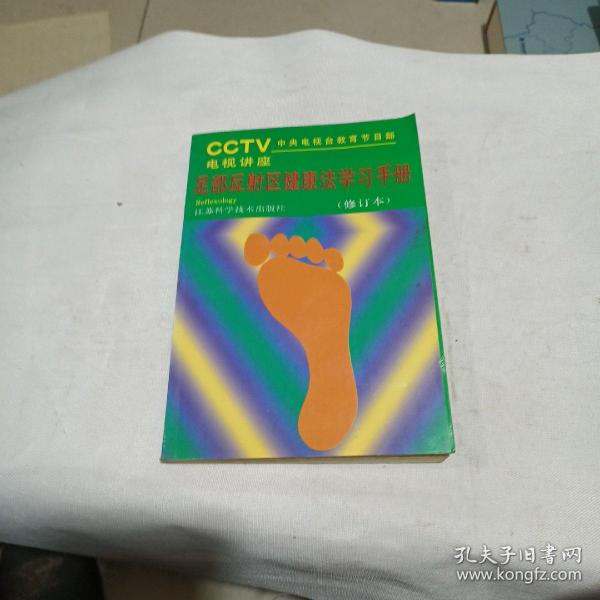 CCTV 中央电视台教育节目部
电视讲座
足部反射区健康法学习手册
Reflexology
江苏科学技术出版社 (修订本)
孔夫子旧书网
www.kongfz.com